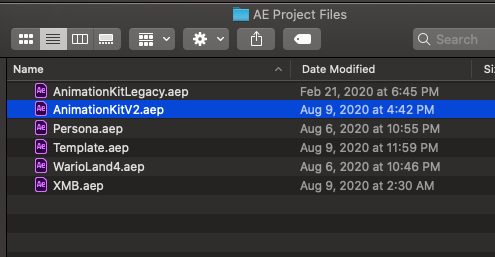 AE Project Files
Search
Name Date Modified Si
Ae AnimationKitLegacy.aep Feb 21, 2020 at 6:45 PM
Ae AnimationKitV2.aep Aug 9, 2020 at 4:42 PM
Ae Persona.aep Aug 6, 2020 at 10:55 PM
Ae Template.aep Aug 9, 2020 at 11:59 PM
Ae WarioLand4.aep Aug 6, 2020 at 10:46 PM
Ae XMB.aep Aug 9, 2020 at 2:30 AM